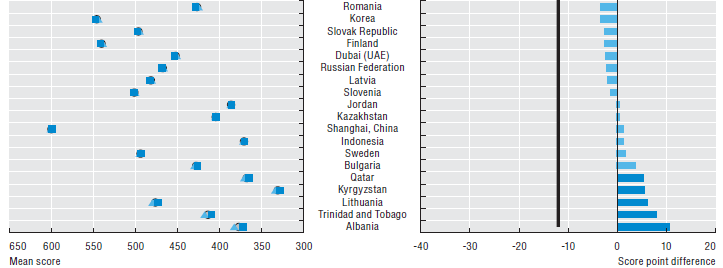 Romania
Korea
Slovak Republic
Finland
Dubai (UAE)
Russian Federation
Latvia
Slovenia
Jordan
Kazakhstan
Shanghai, China
Indonesia
Sweden
Bulgaria
Qatar
Kyrgyzstan
Lithuania
Trinidad and Tobago
Albania
650 600 550 500 450 400 350 300
-40 -30 -20 -10 0 10 20
Mean score
Score point difference